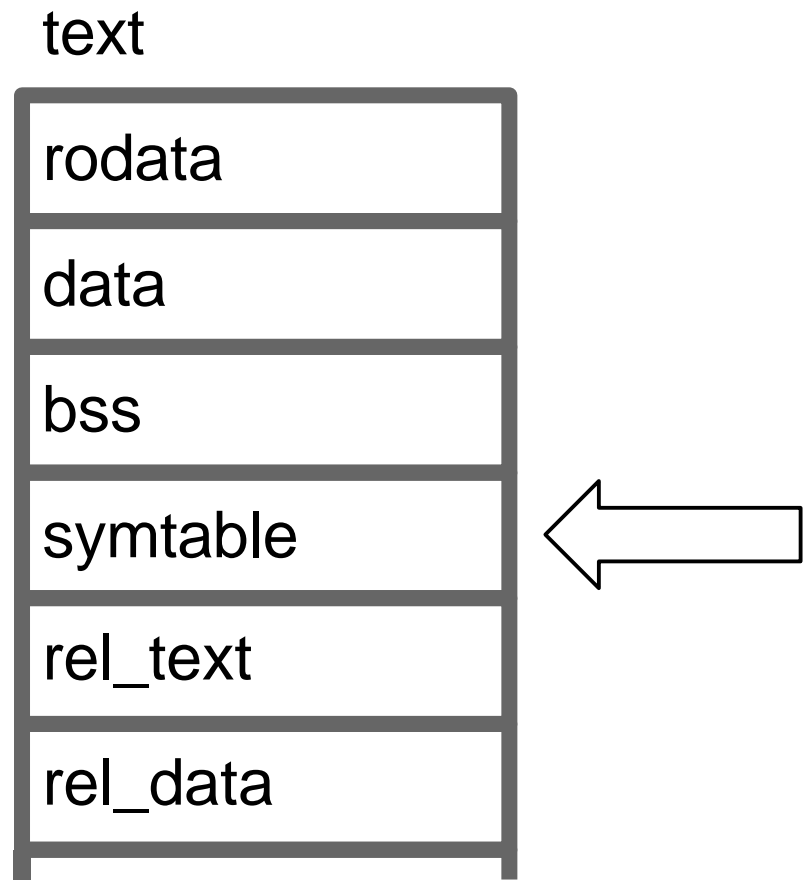 text
rodata
data
bss
symtable
rel_text
rel_data